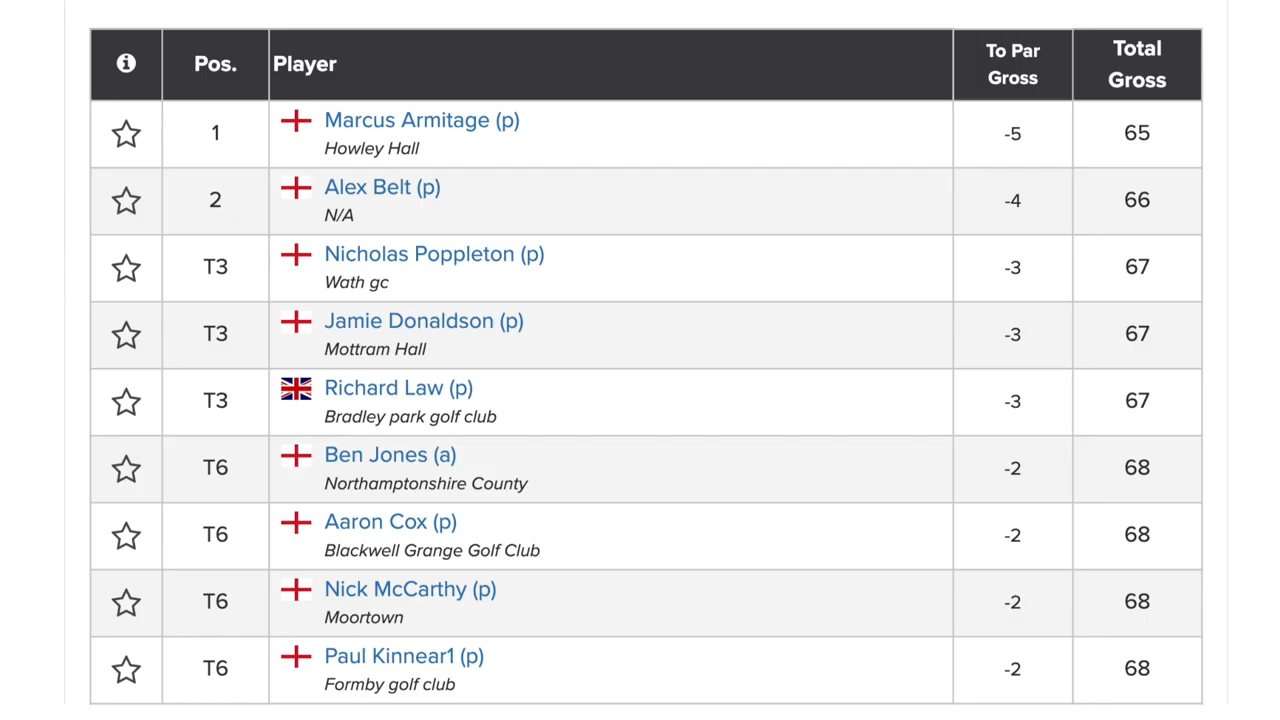 Pos. Player To Par Gross Total Gross
1 Marcus Armitage (p) -5 65
Howley Hall
2 Alex Belt (p) -4 66
N/A
T3 Nicholas Poppleton (p) -3 67
Wath gc
T3 Jamie Donaldson (p) -3 67
Mottram Hall
T3 Richard Law (p) -3 67
Bradley park golf club
T6 Ben Jones (a) -2 68
Northamptonshire County
T6 Aaron Cox (p) -2 68
Blackwell Grange Golf Club
T6 Nick McCarthy (p) -2 68
Moortown
T6 Paul Kinnear1 (p) -2 68
Formby golf club